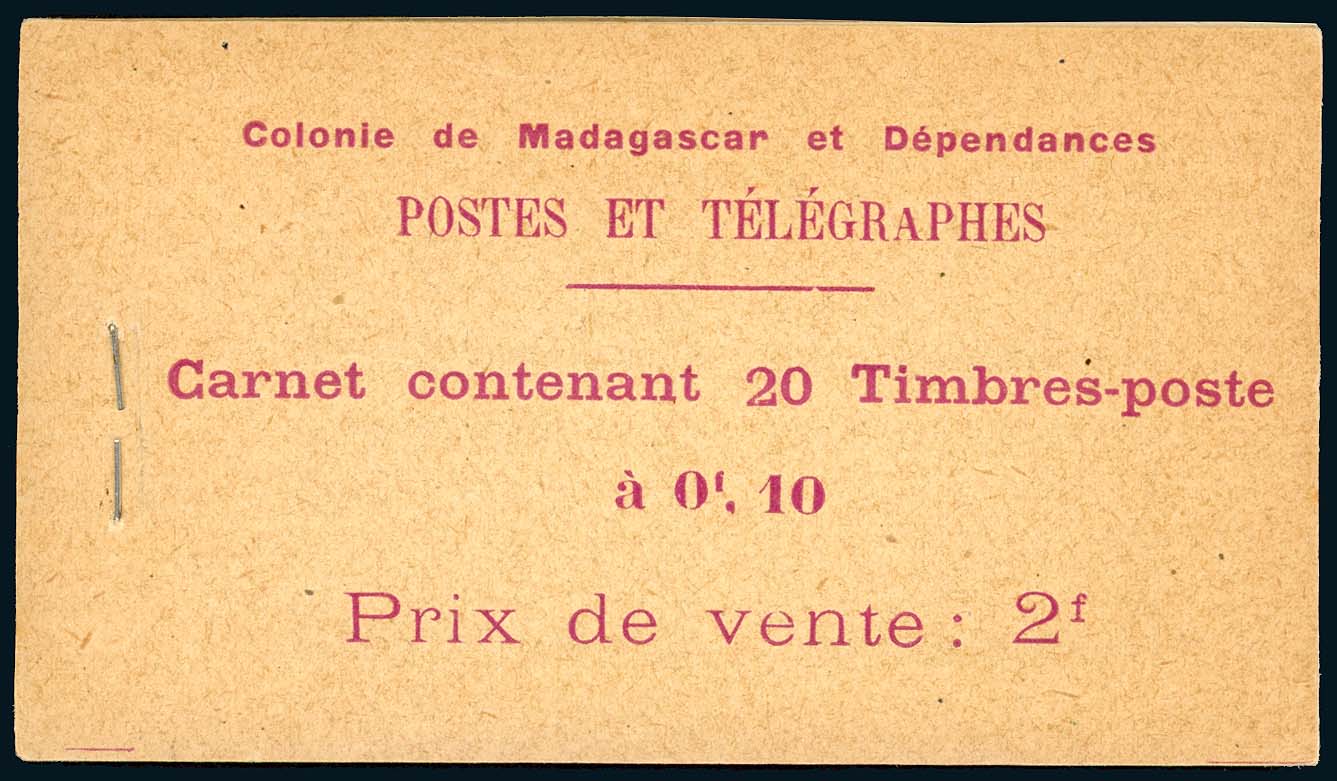 Colonie de Madagascar et Dépendances
POSTES ET TÉLÉGRAPHES
Carnet contenant 20 Timbres-poste
à 0f. 10
Prix de vente : 2f